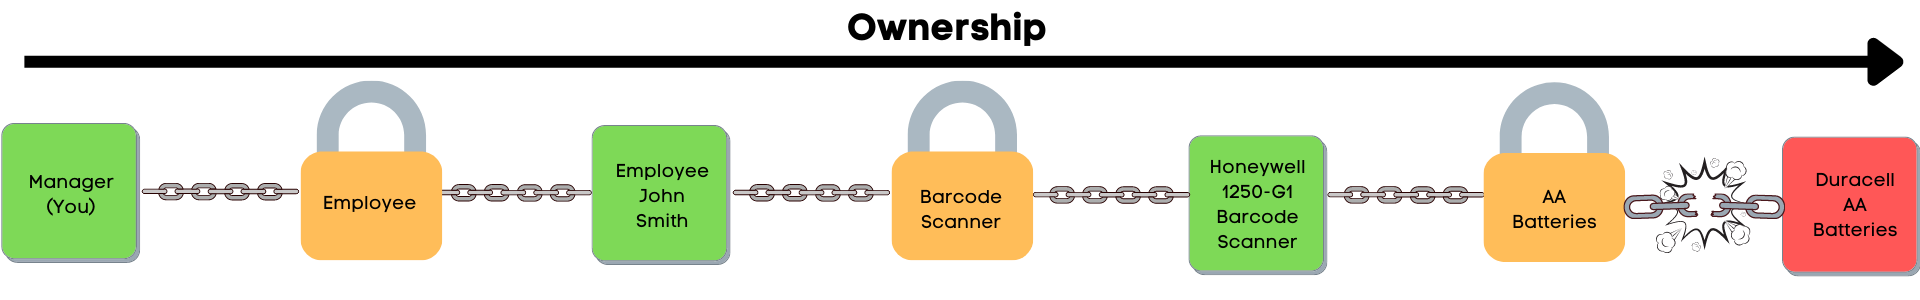 Ownership
Manager
(You)
Employee
Employee
John
Smith
Barcode
Scanner
Honeywell
1250-G1
Barcode
Scanner
AA
Batteries
Duracell
AA
Batteries